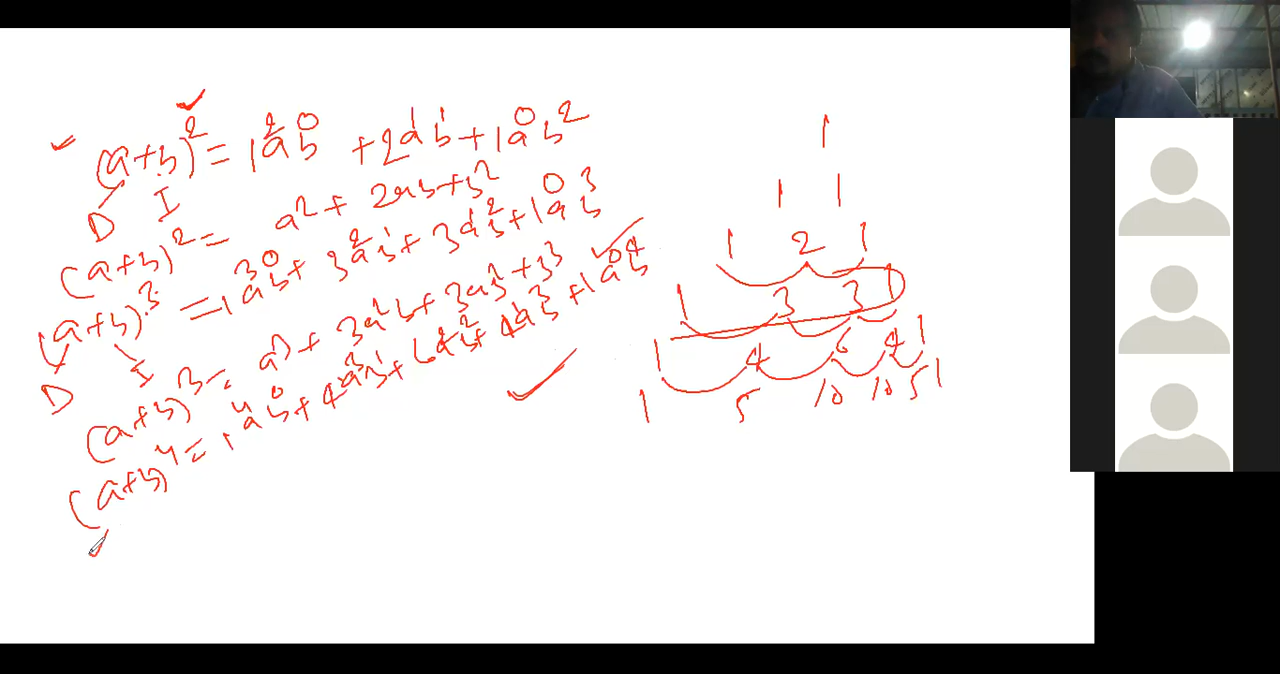 (a+b)² = 1a²b⁰ + 2a¹b¹ + 1a⁰b²
D I
(a+b)² = a² + 2ab + b²
(a+b)³ = 1a³b⁰ + 3a²b¹ + 3a¹b² + 1a⁰b³
D I
(a+b)³ = a³ + 3a²b + 3ab² + b³
(a+b)⁴ = 1a⁴b⁰ + 4a³b¹ + 6a²b² + 4a¹b³ + 1a⁰b⁴
1
1 1
1 2 1
1 3 3 1
1 4 6 4 1
1 5 10 10 5 1